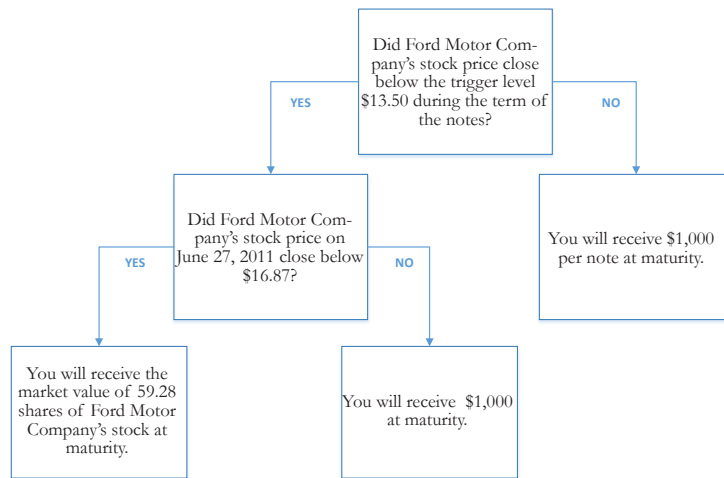 Did Ford Motor Com-
pany's stock price close
below the trigger level
$13.50 during the term of
the notes?
YES
NO
Did Ford Motor Com-
pany's stock price on
June 27, 2011 close below
$16.87?
You will receive $1,000
per note at maturity.
YES
NO
You will receive the
market value of 59.28
shares of Ford Motor
Company's stock at
maturity.
You will receive $1,000
at maturity.